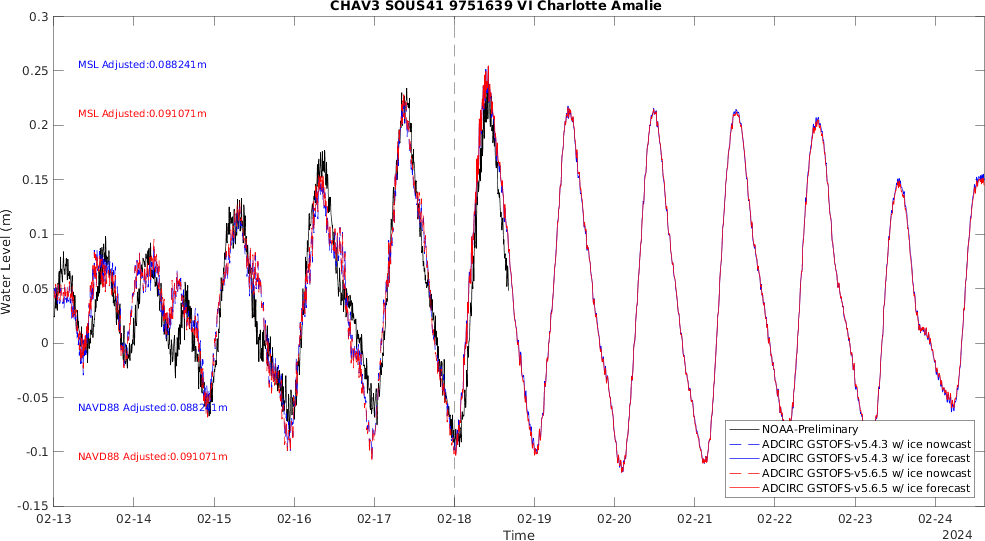 CHAV3 SOUS41 9751639 VI Charlotte Amalie
0.3
0.25
0.2
0.15
0.1
0.05
0
-0.05
-0.1
-0.15
Water Level (m)
MSL Adjusted:0.088241m
MSL Adjusted:0.091071m
NAVD88 Adjusted:0.088241m
NAVD88 Adjusted:0.091071m
NOAA-Preliminary
ADCIRC GSTOFS-v5.4.3 w/ ice nowcast
ADCIRC GSTOFS-v5.4.3 w/ ice forecast
ADCIRC GSTOFS-v5.6.5 w/ ice nowcast
ADCIRC GSTOFS-v5.6.5 w/ ice forecast
02-13 02-14 02-15 02-16 02-17 02-18 02-19 02-20 02-21 02-22 02-23 02-24
Time
2024